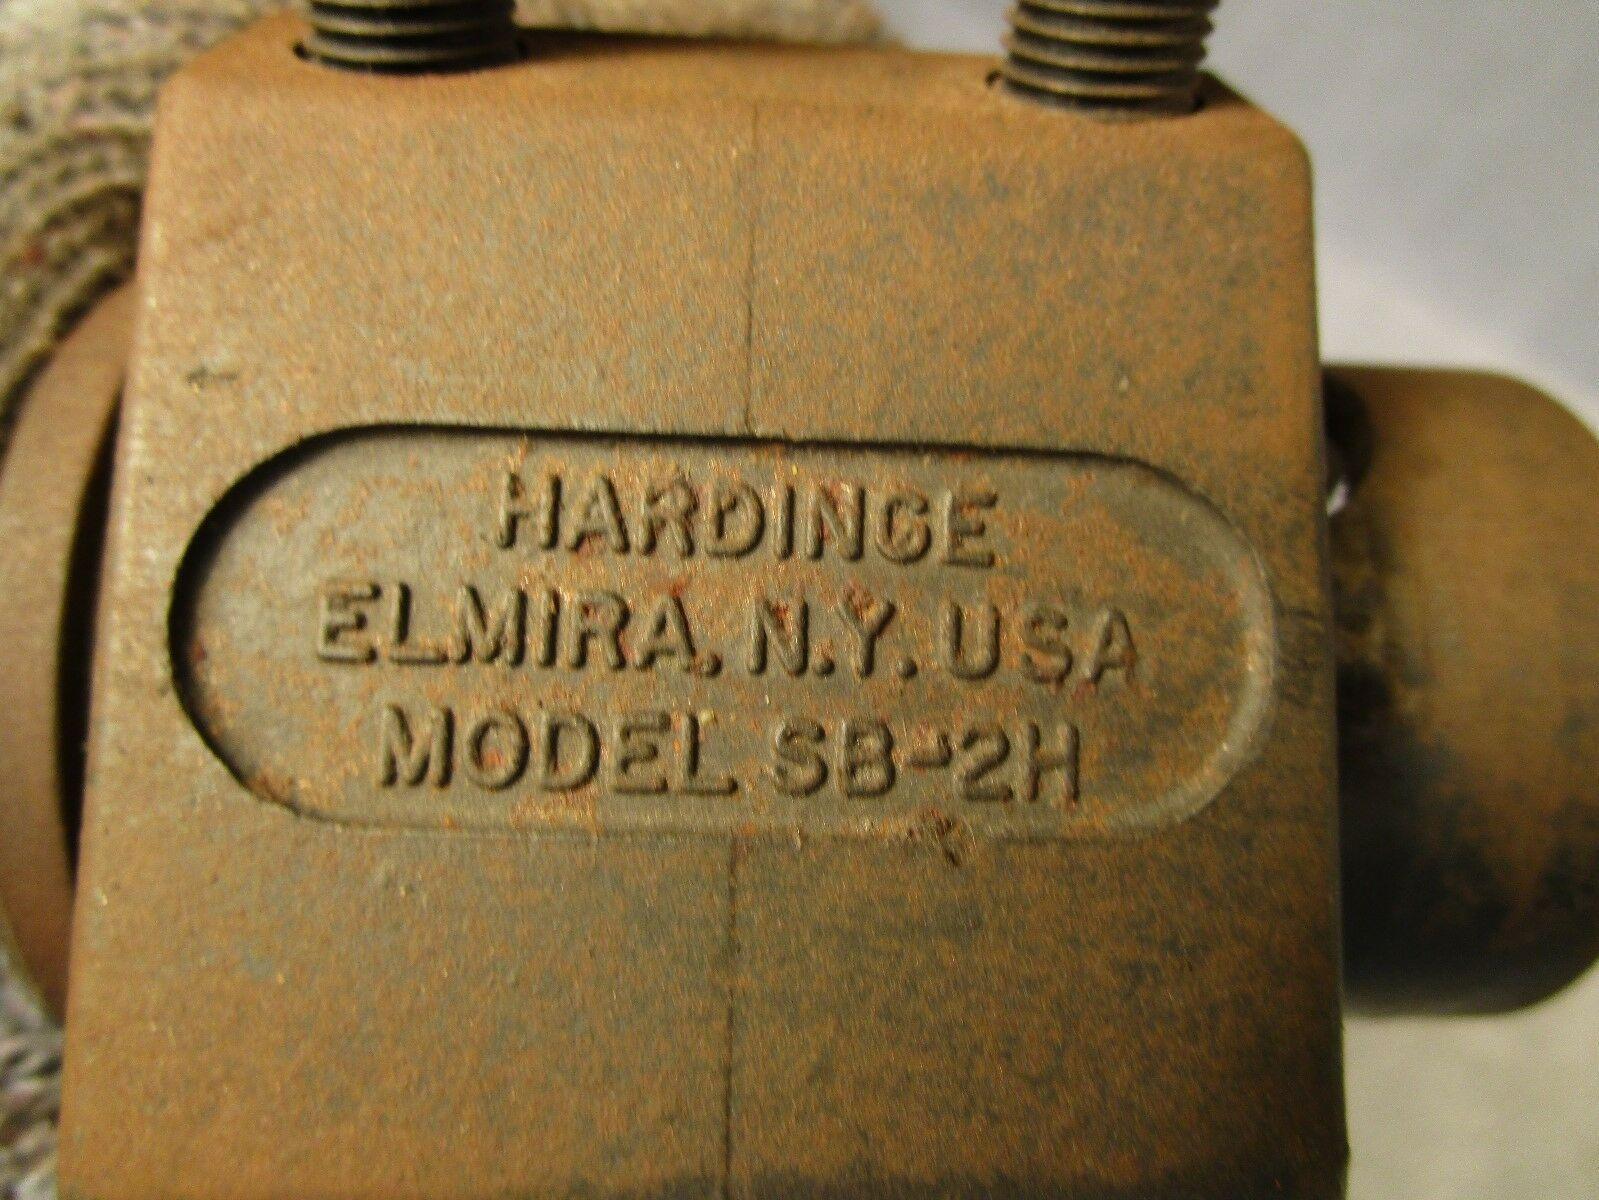 HARDINGE
ELMIRA, N.Y. USA
MODEL SB-2H